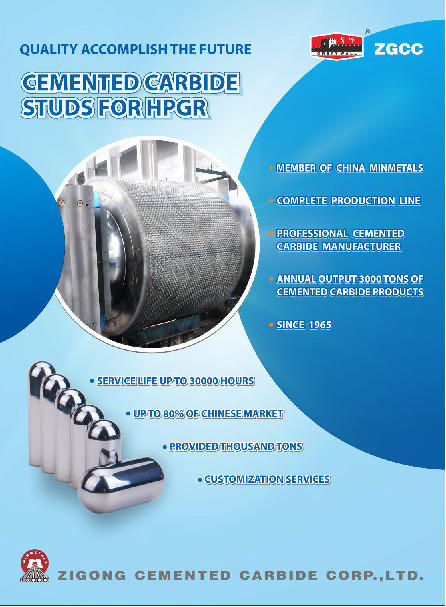 QUALITY ACCOMPLISH THE FUTURE
ZGCC
CEMENTED CARBIDE
STUDS FOR HPGR
• MEMBER OF CHINA MINMETALS
• COMPLETE PRODUCTION LINE
• PROFESSIONAL CEMENTED
CARBIDE MANUFACTURER
• ANNUAL OUTPUT 3000 TONS OF
CEMENTED CARBIDE PRODUCTS
• SINCE 1965
• SERVICE LIFE UP TO 30000 HOURS
• UP TO 80% OF CHINESE MARKET
• PROVIDED THOUSAND TONS
• CUSTOMIZATION SERVICES
ZIGONG CEMENTED CARBIDE CORP.,LTD.